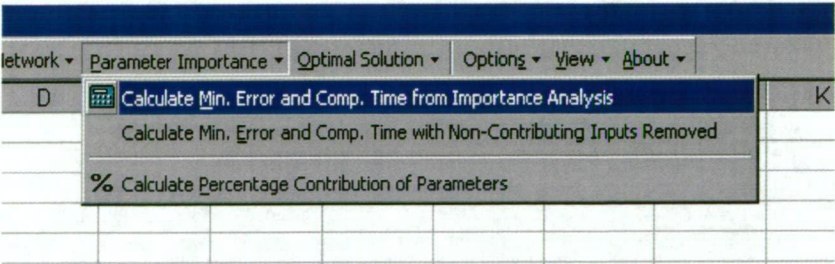 etwork Parameter Importance Optimal Solution Options View About
D K
Calculate Min. Error and Comp. Time from Importance Analysis
Calculate Min. Error and Comp. Time with Non-Contributing Inputs Removed
% Calculate Percentage Contribution of Parameters